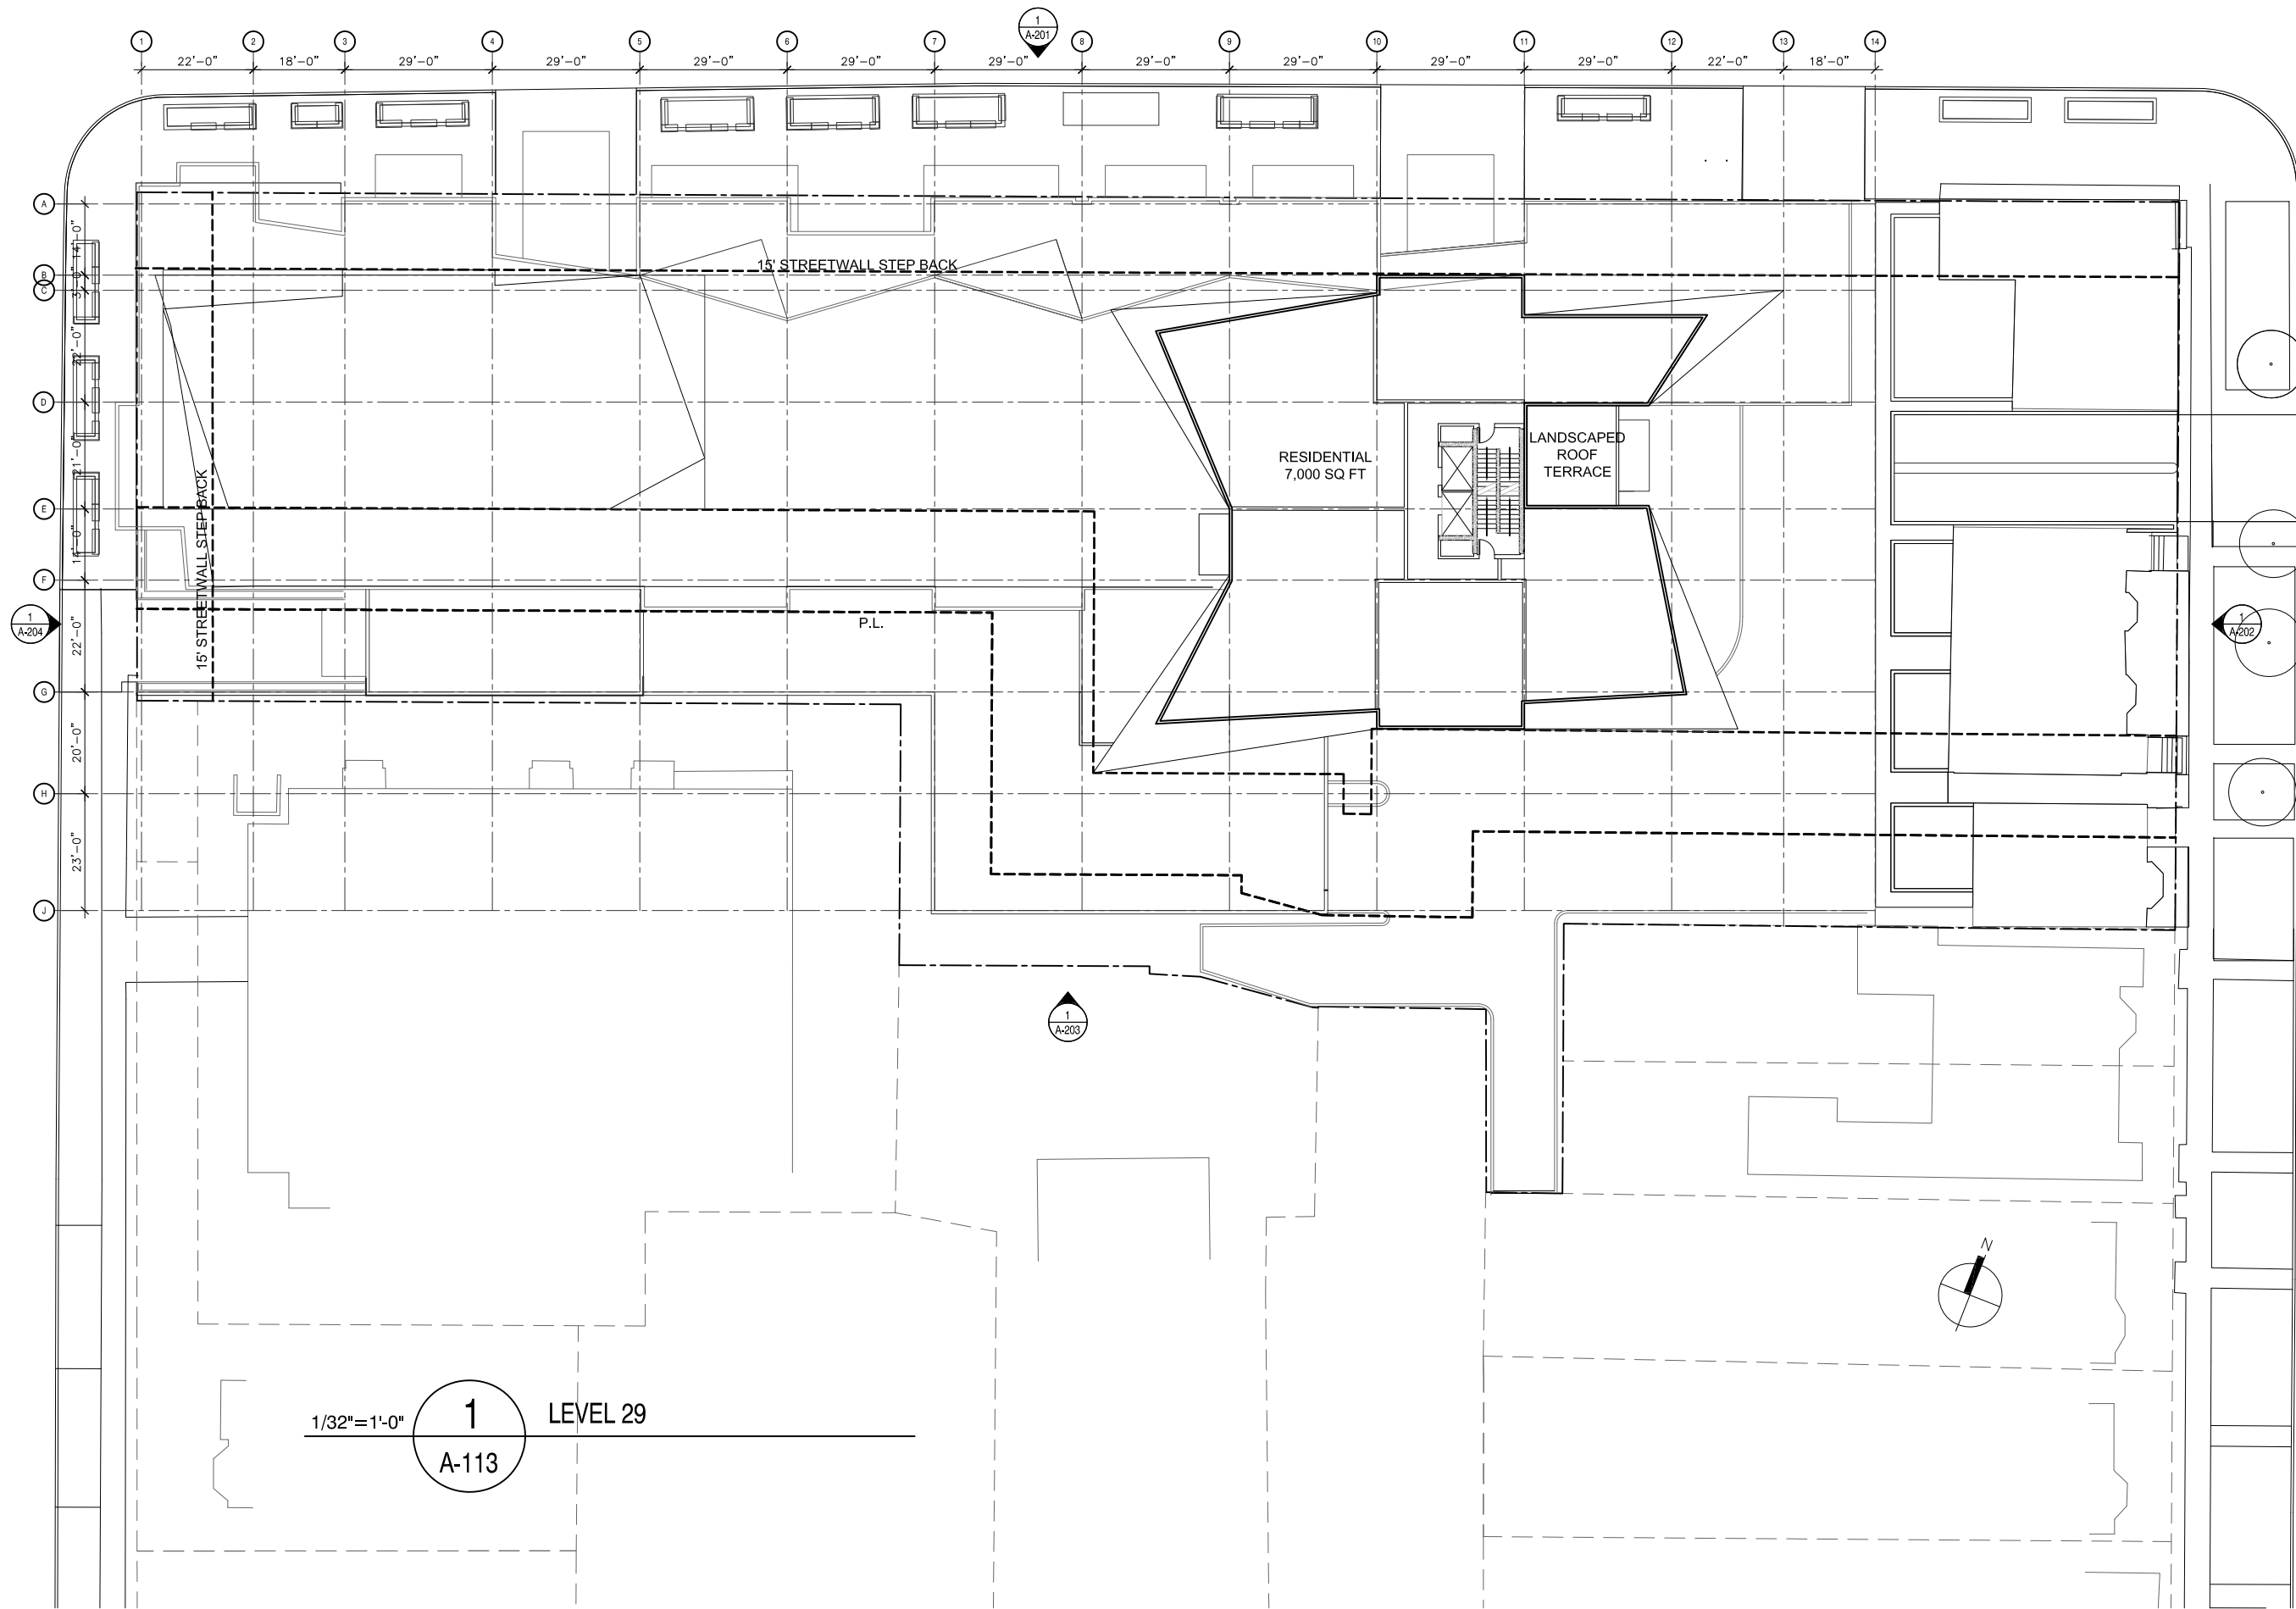 1
A-201
1 2 3 4 5 6 7 8 9 10 11 12 13 14
22'-0" 18'-0" 29'-0" 29'-0" 29'-0" 29'-0" 29'-0" 29'-0" 29'-0" 29'-0" 29'-0" 22'-0" 18'-0"
A
14'-0"
B
3'-0"
C
22'-0"
D
21'-0"
E
14'-0"
F
22'-0"
G
20'-0"
H
23'-0"
J
15' STREETWALL STEP BACK
15' STREETWALL STEP BACK
RESIDENTIAL
7,000 SQ FT
LANDSCAPED
ROOF
TERRACE
P.L.
1
A-204
1
A-202
1
A-203
N
1/32"=1'-0"
1
A-113
LEVEL 29